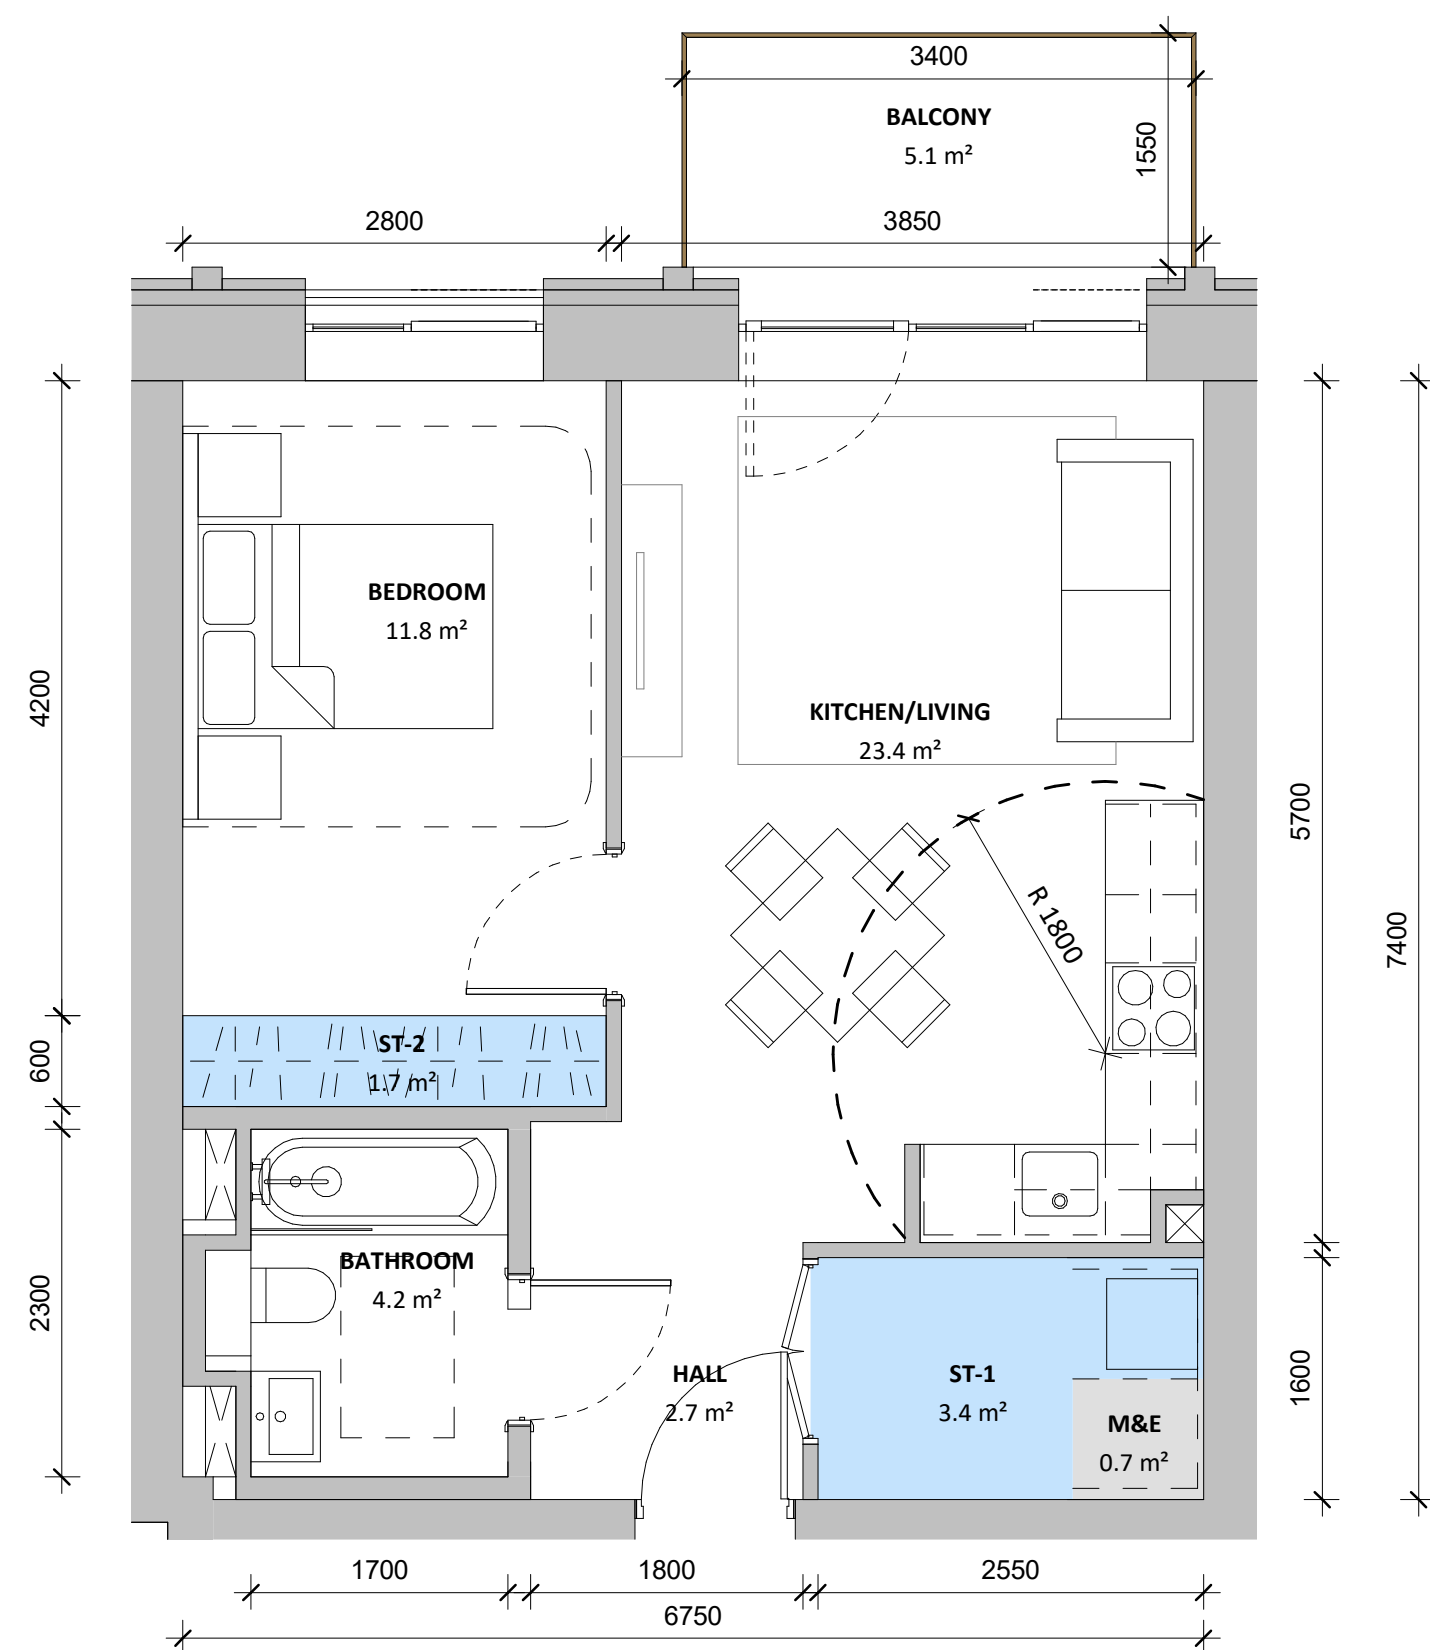 3400
BALCONY
5.1 m²
1550
2800
3850
BEDROOM
11.8 m²
4200
KITCHEN/LIVING
23.4 m²
5700
R 1800
7400
ST-2
1.7 m²
600
BATHROOM
4.2 m²
2300
HALL
2.7 m²
ST-1
3.4 m²
M&E
0.7 m²
1600
1700
1800
2550
6750